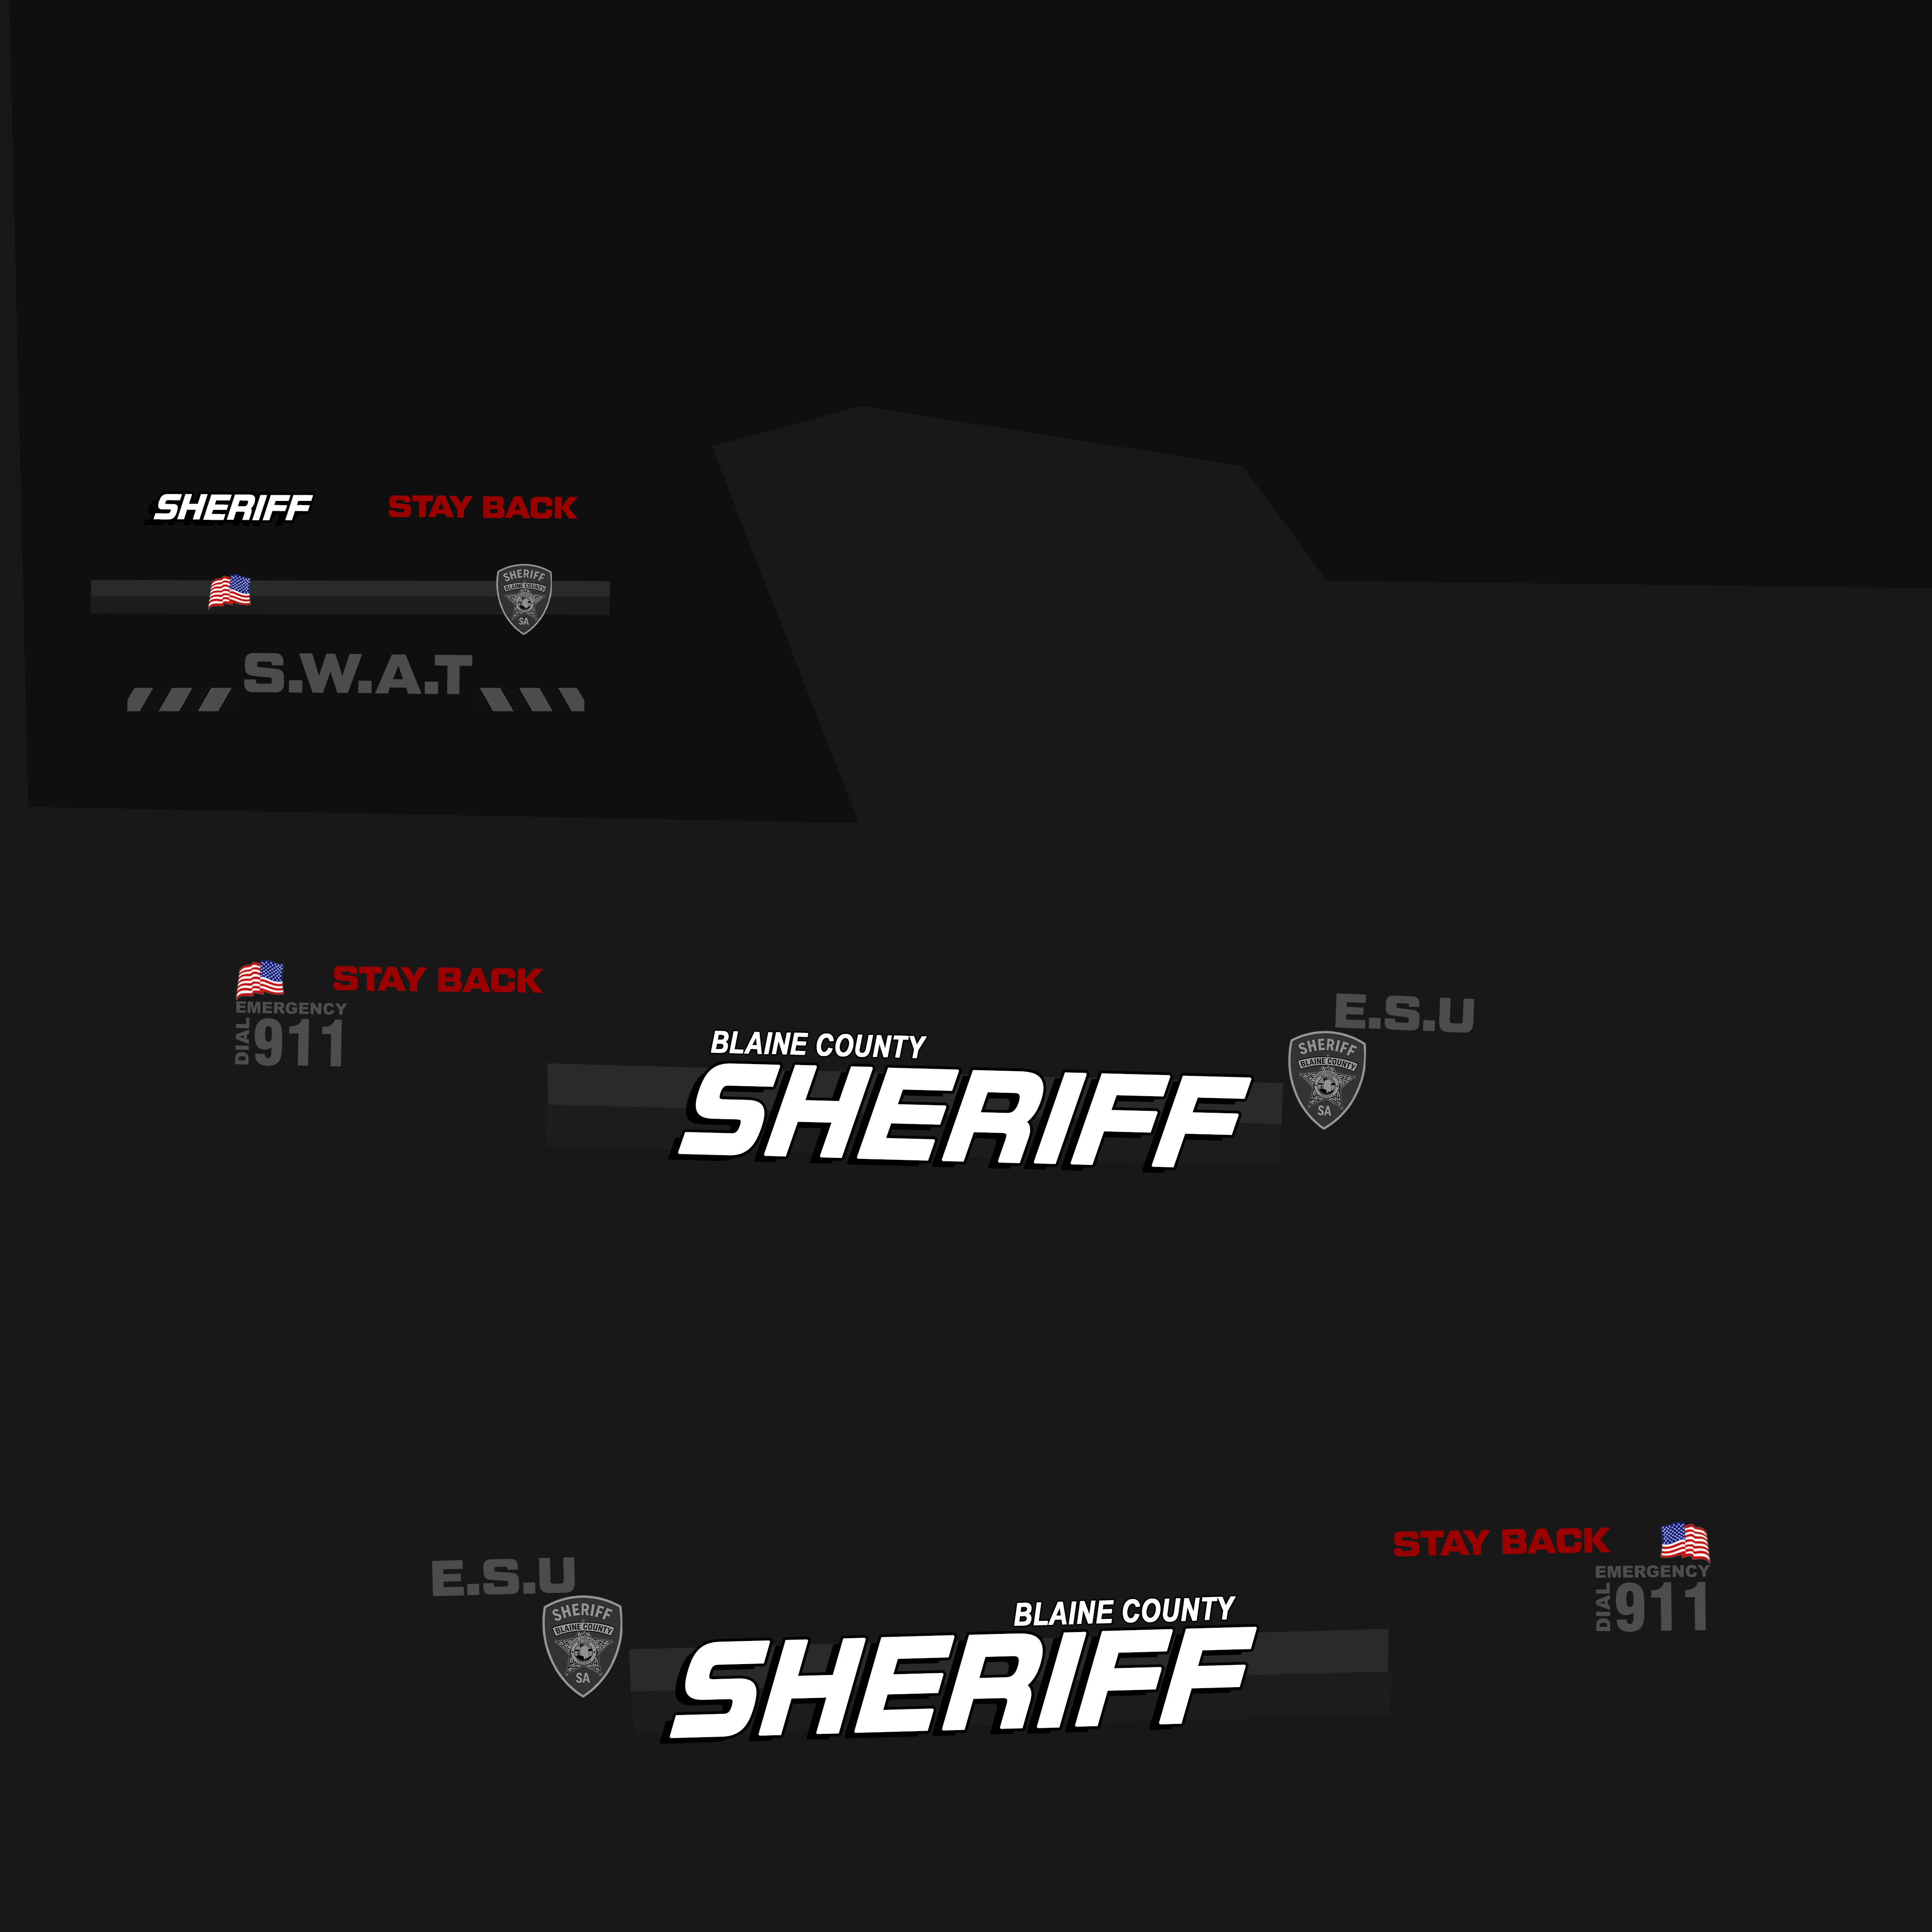 SHERIFF
STAY BACK
SHERIFF
BLAINE COUNTY
SA
S.W.A.T
STAY BACK
EMERGENCY
DIAL 911
E.S.U
BLAINE COUNTY
SHERIFF
SHERIFF
BLAINE COUNTY
SA
STAY BACK
EMERGENCY
DIAL 911
E.S.U
SHERIFF
BLAINE COUNTY
SA
BLAINE COUNTY
SHERIFF